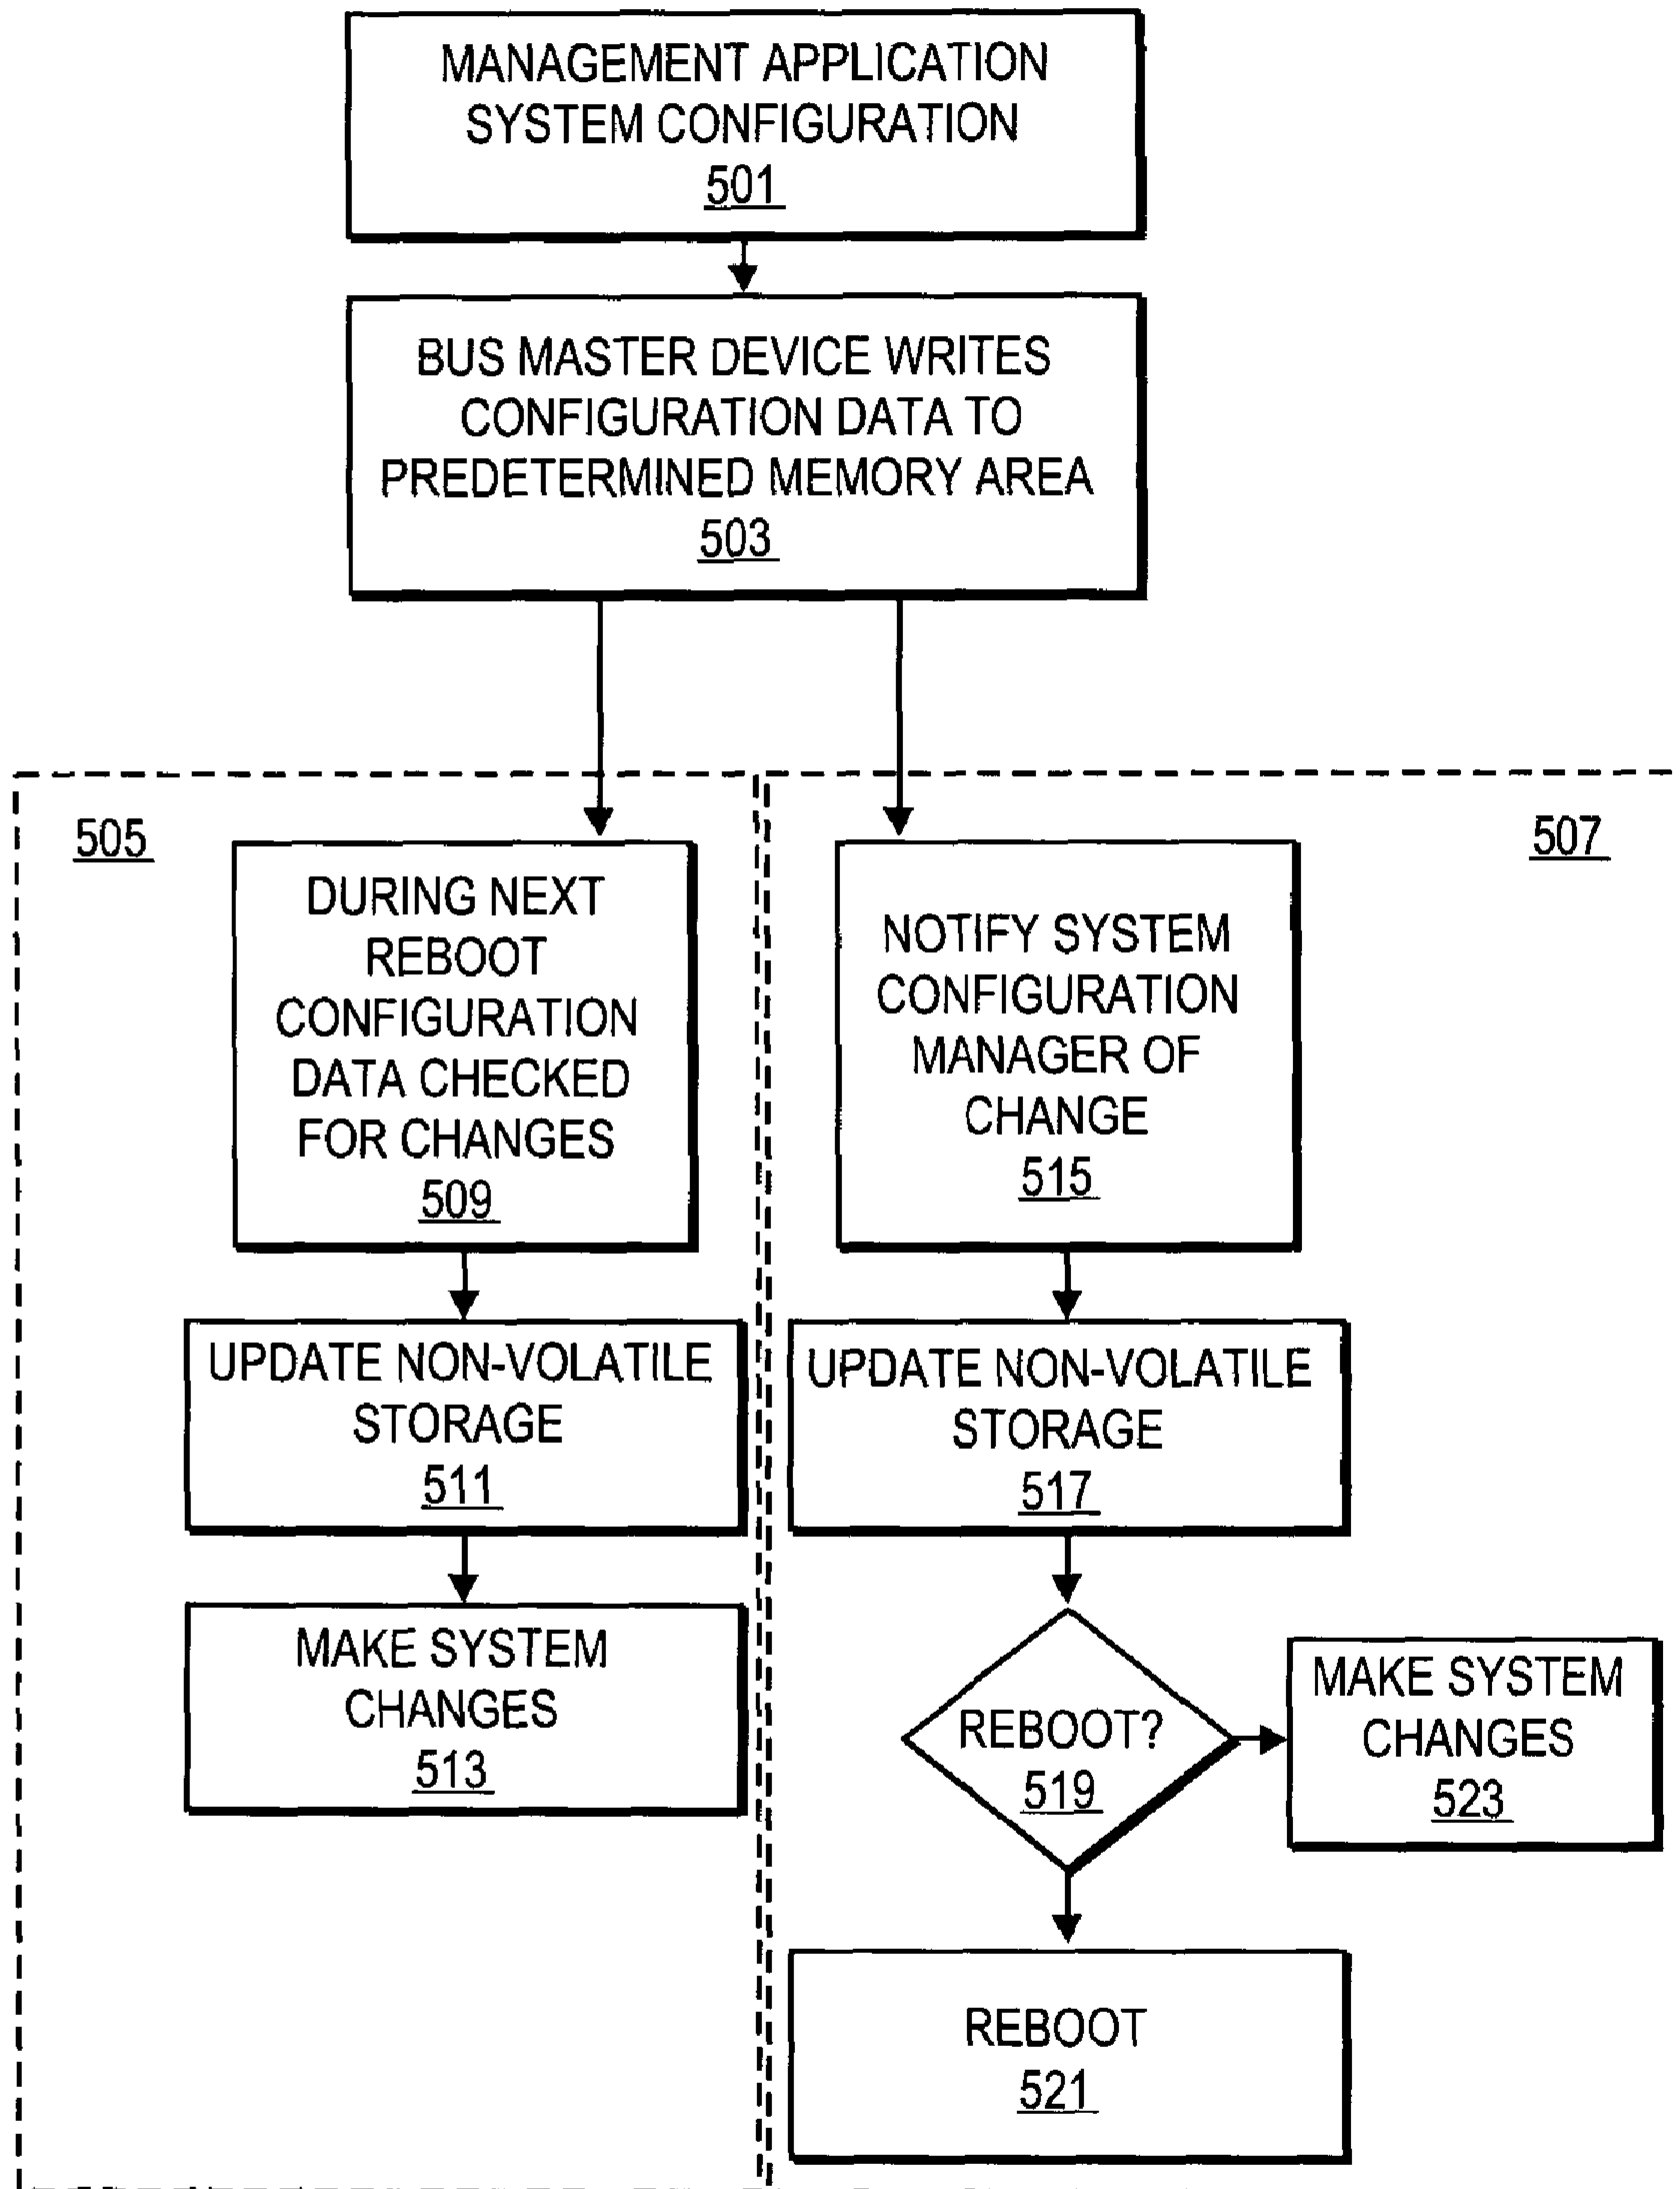 MANAGEMENT APPLICATION
SYSTEM CONFIGURATION
501
BUS MASTER DEVICE WRITES
CONFIGURATION DATA TO
PREDETERMINED MEMORY AREA
503
505
DURING NEXT
REBOOT
CONFIGURATION
DATA CHECKED
FOR CHANGES
509
UPDATE NON-VOLATILE
STORAGE
511
MAKE SYSTEM
CHANGES
513
507
NOTIFY SYSTEM
CONFIGURATION
MANAGER OF
CHANGE
515
UPDATE NON-VOLATILE
STORAGE
517
REBOOT?
519
MAKE SYSTEM
CHANGES
523
REBOOT
521